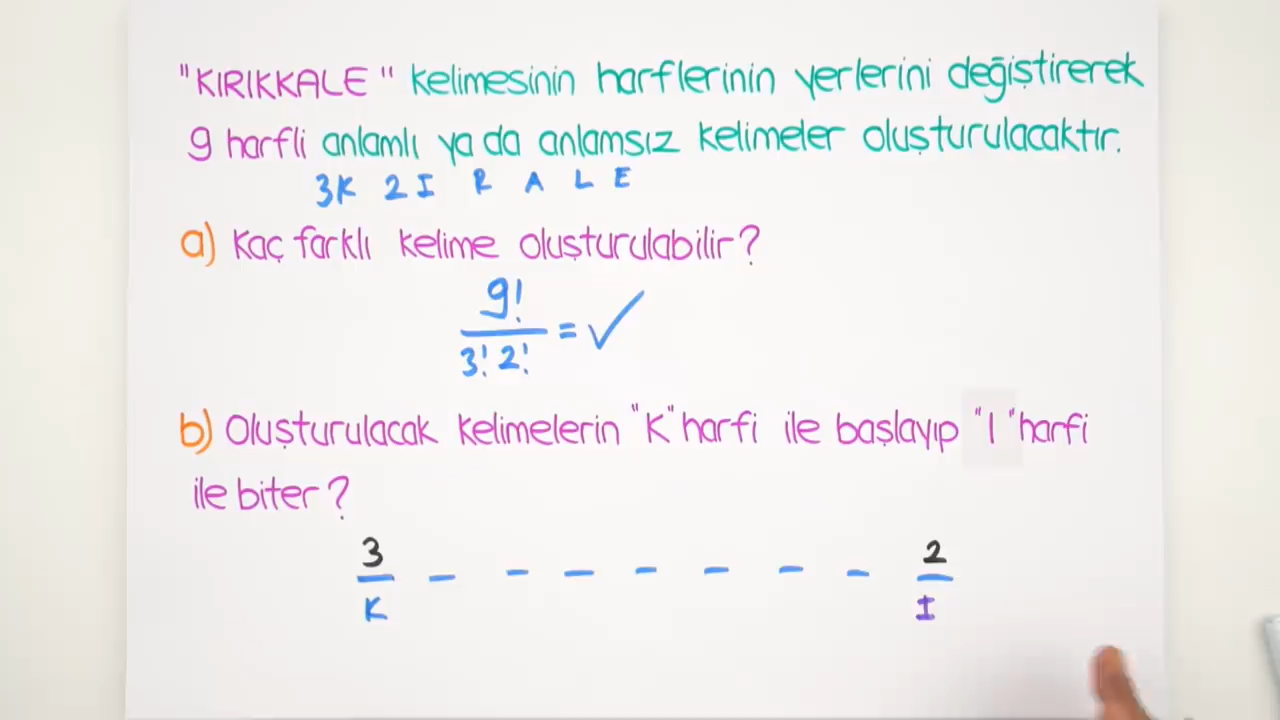 "KIRIKKALE" kelimesinin harflerinin yerlerini değiştirerek
9 harfli anlamlı ya da anlamsız kelimeler oluşturulacaktır.
3K 2I R A L E
a) Kaç farklı kelime oluşturulabilir?
9!
3! 2! = ✓
b) Oluşturulacak kelimelerin "K" harfi ile başlayıp "I" harfi
ile biter?
3 2
K I